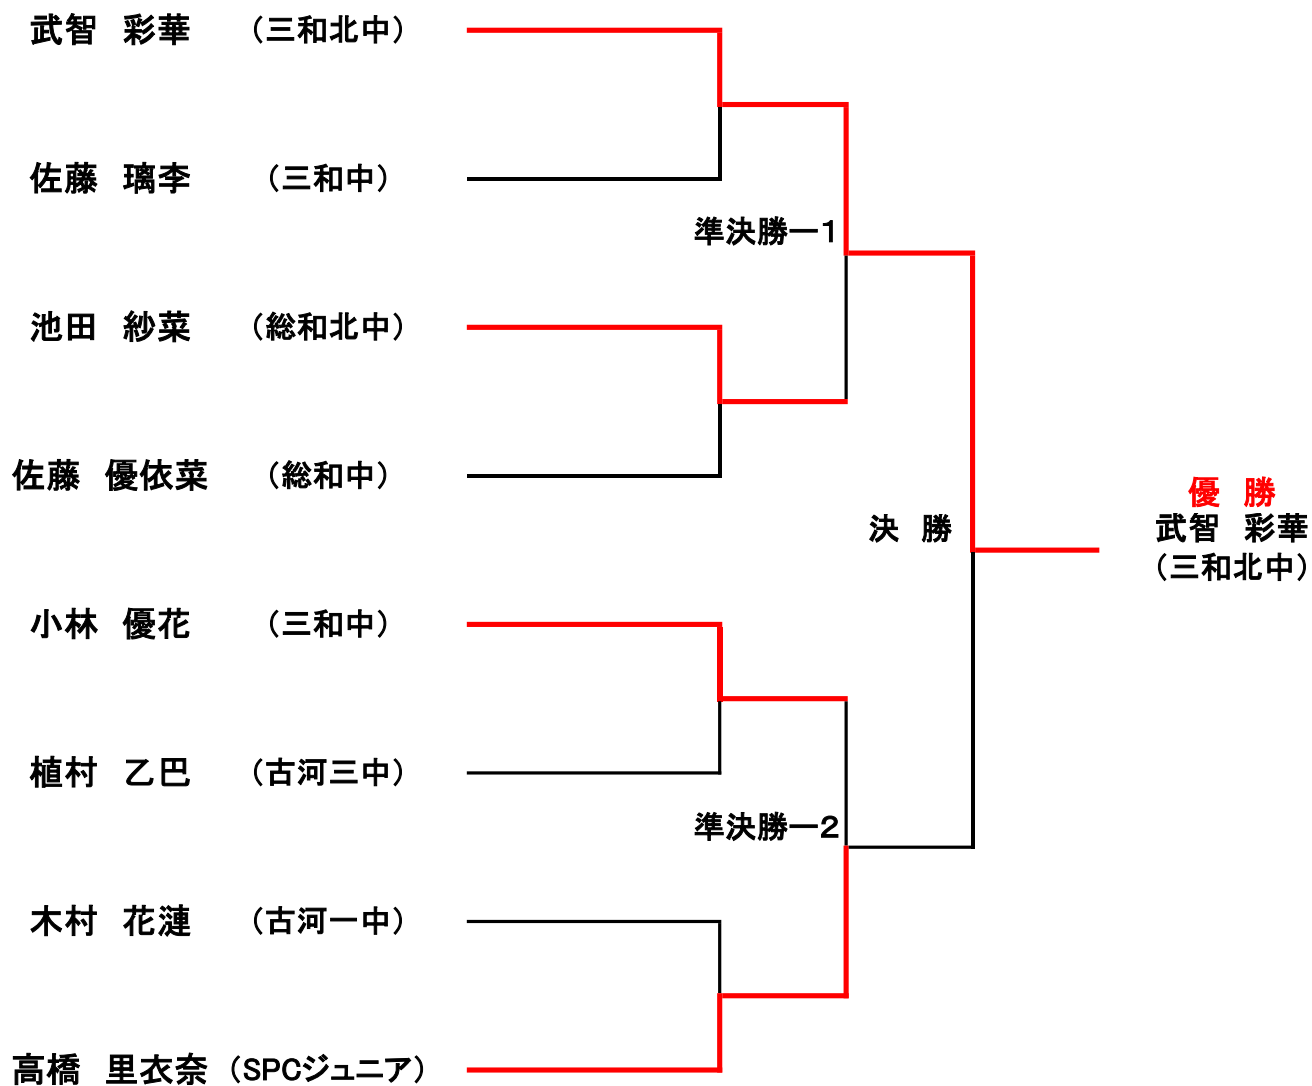 武智 彩華 （三和北中）
佐藤 璃李 （三和中）
準決勝ー1
池田 紗菜 （総和北中）
佐藤 優依菜 （総和中）
優 勝
決 勝
武智 彩華
（三和北中）
小林 優花 （三和中）
植村 乙巴 （古河三中）
準決勝ー2
木村 花漣 （古河一中）
高橋 里衣奈 （SPCジュニア）